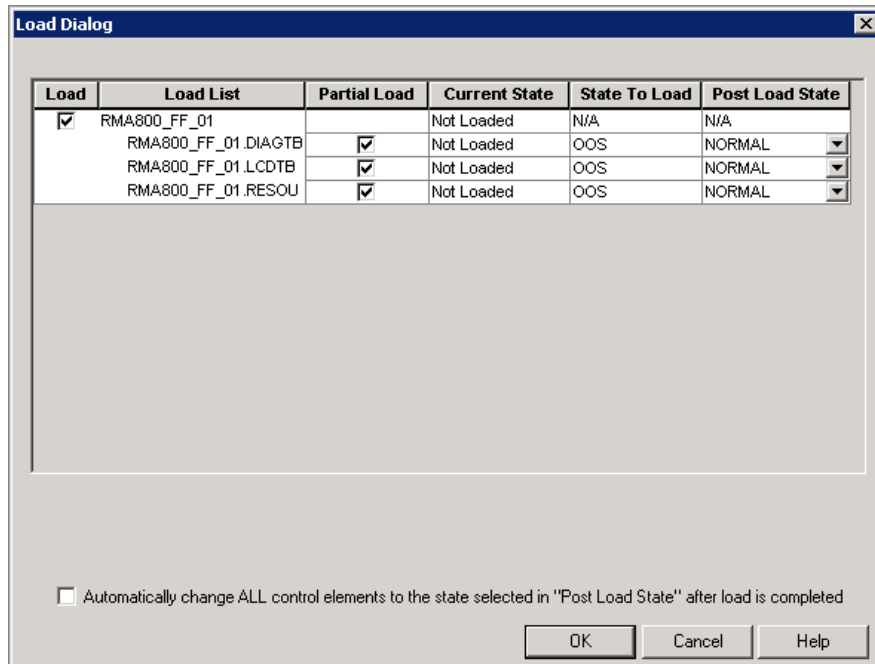 Load Dialog
Load Load List Partial Load Current State State To Load Post Load State
RMA800_FF_01 Not Loaded N/A N/A
RMA800_FF_01.DIAGTB Not Loaded OOS NORMAL
RMA800_FF_01.LCDTB Not Loaded OOS NORMAL
RMA800_FF_01.RESOU Not Loaded OOS NORMAL
Automatically change ALL control elements to the state selected in "Post Load State" after load is completed
OK Cancel Help